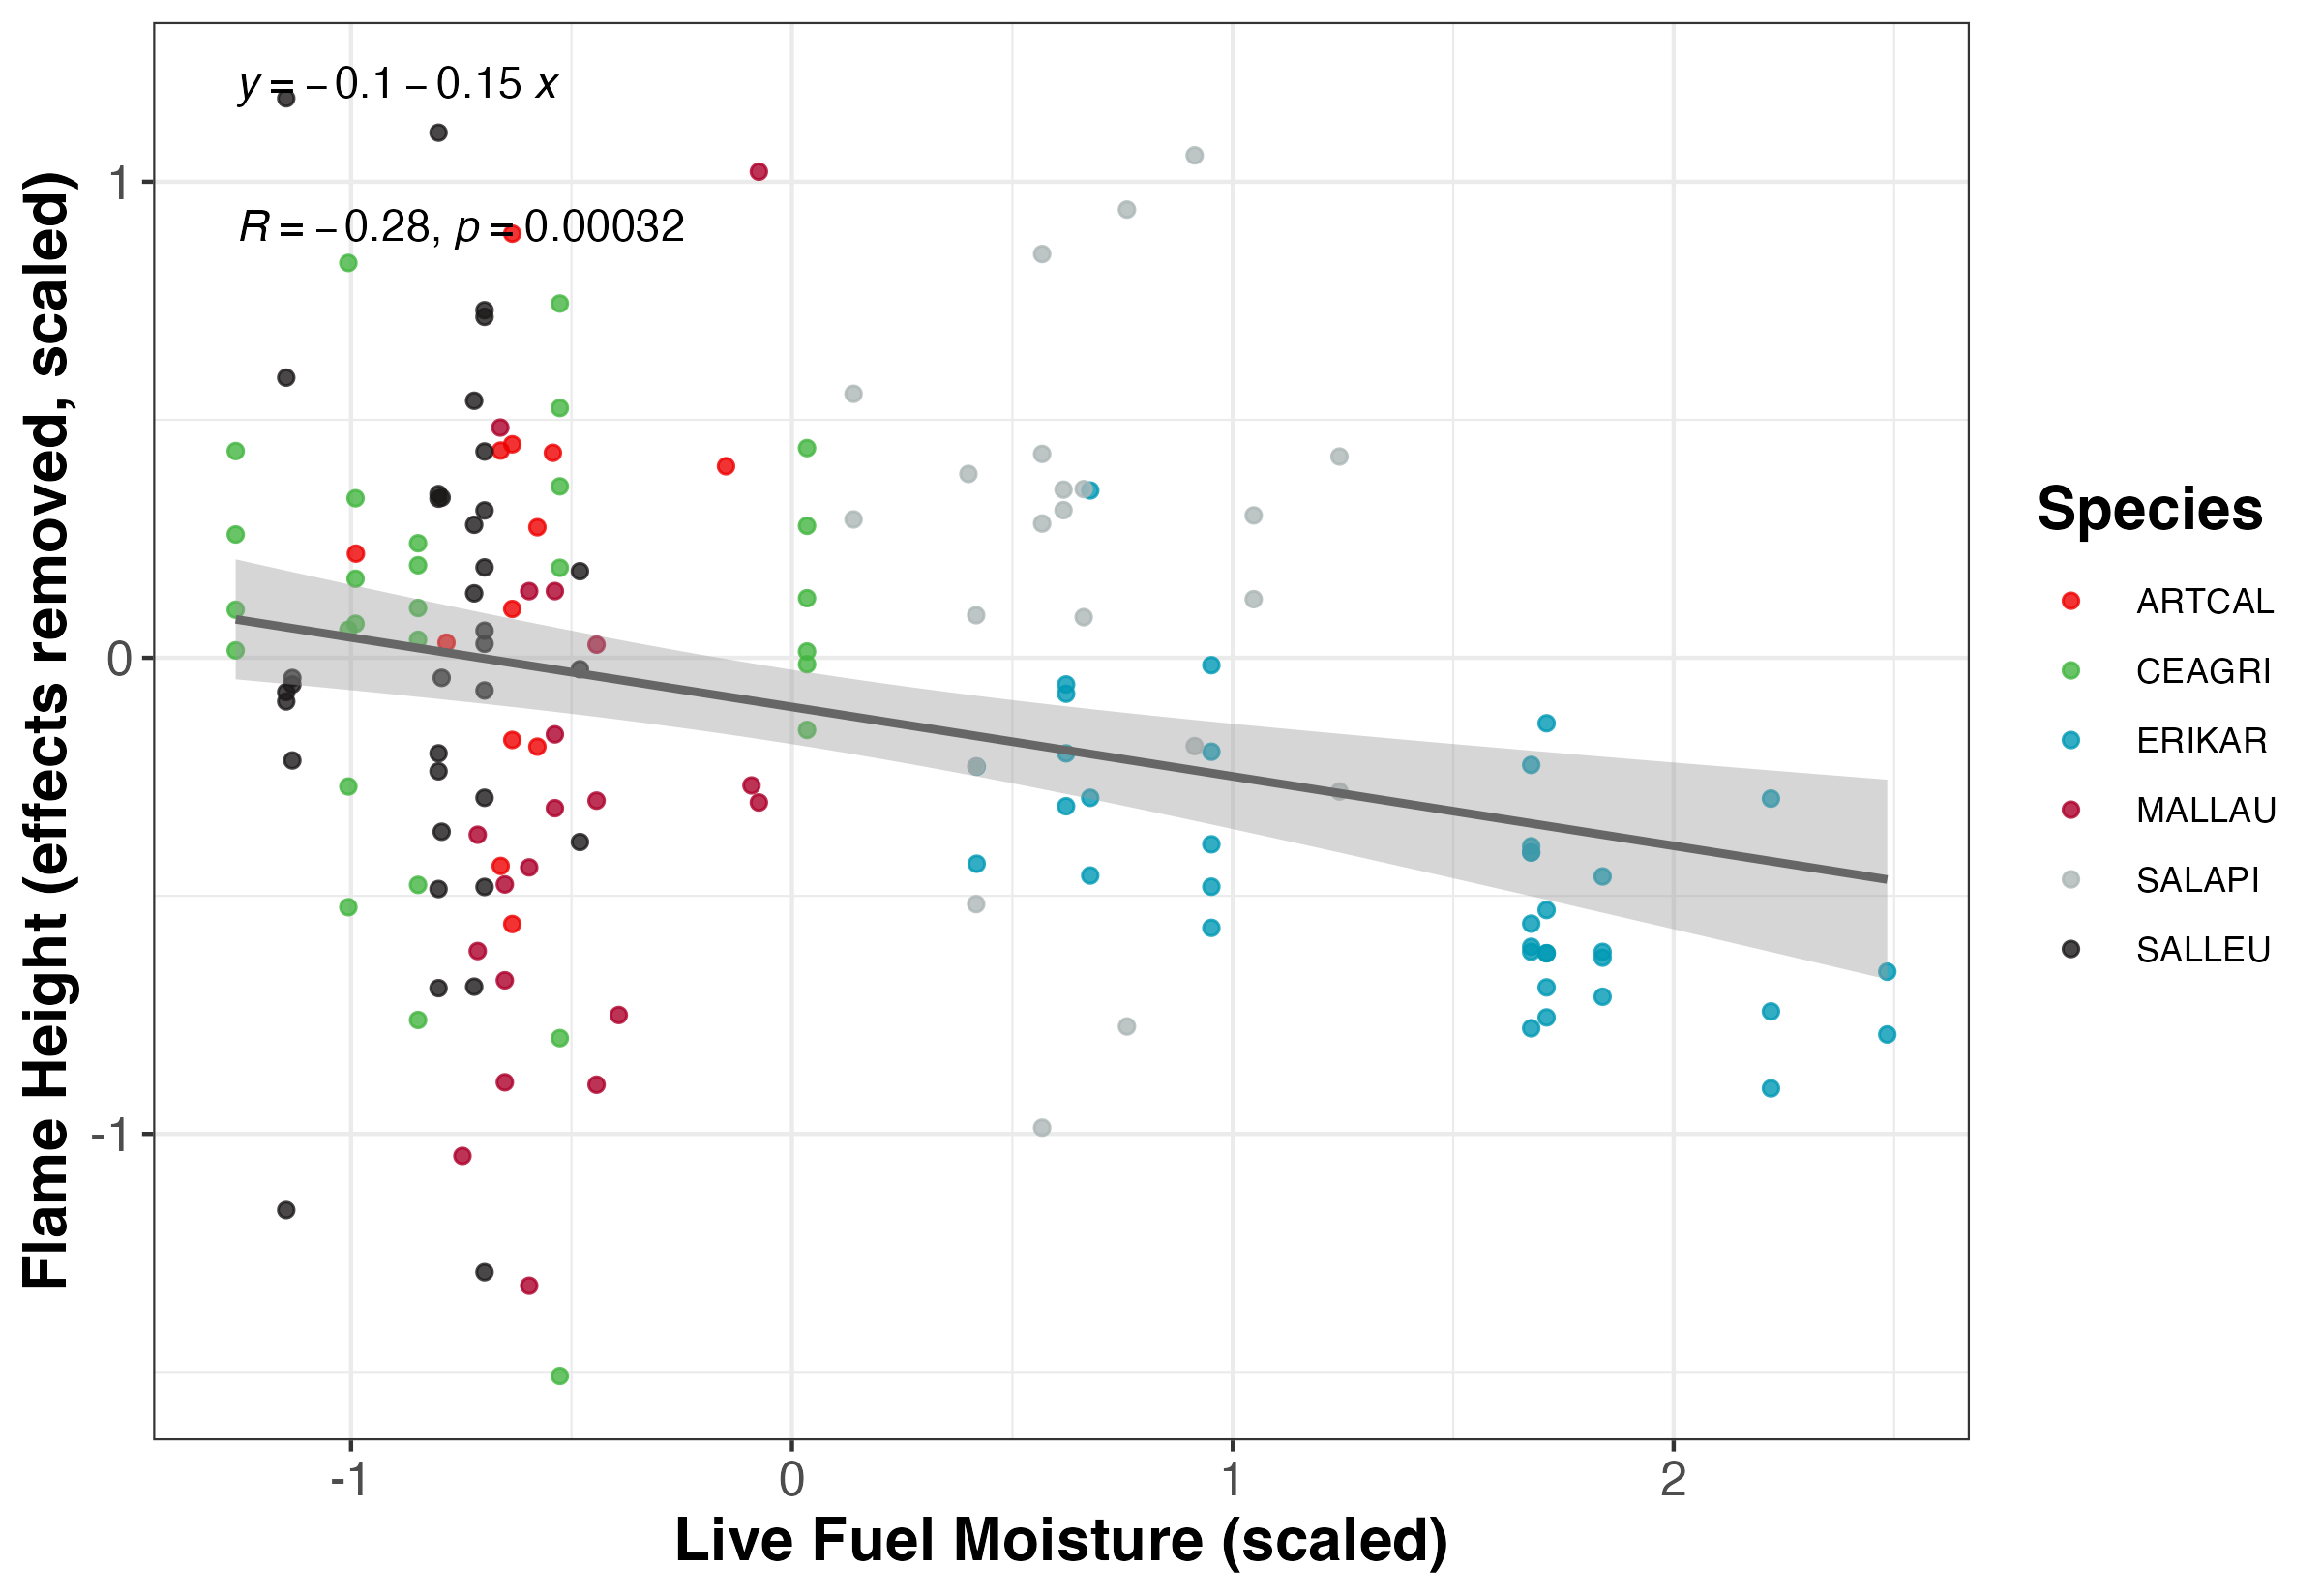 y = − 0.1 − 0.15 x
R = − 0.28, p = 0.00032
Flame Height (effects removed, scaled)
1
0
-1
-1
0
1
2
Live Fuel Moisture (scaled)
Species
ARTCAL
CEAGRI
ERIKAR
MALLAU
SALAPI
SALLEU